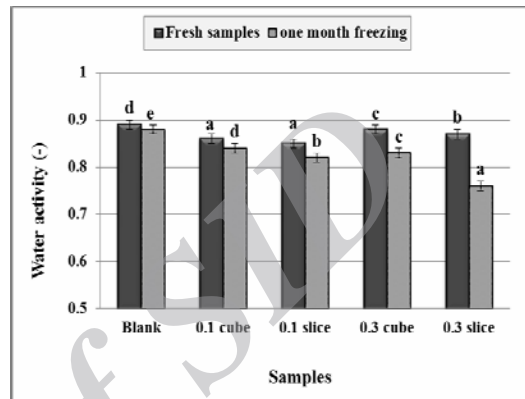 Fresh samples one month freezing
1
0.9
0.8
0.7
0.6
0.5
Water activity (-)
d e a d a b c c b a
Blank 0.1 cube 0.1 slice 0.3 cube 0.3 slice
Samples
f SID